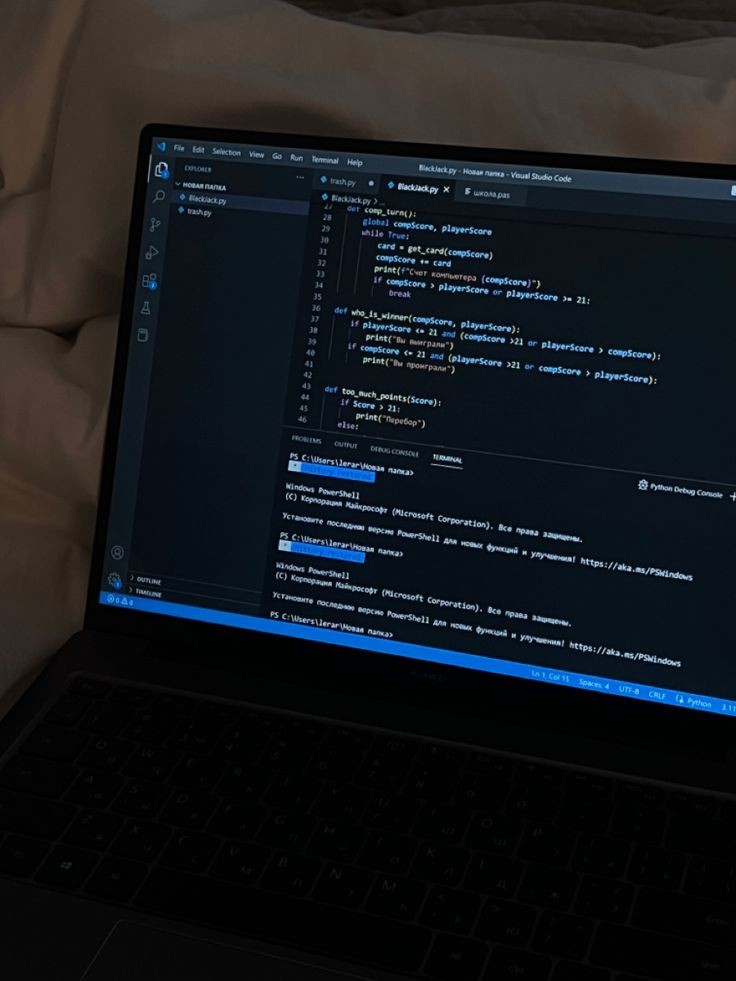 File Edit Selection View Go Run Terminal Help
BlackJack.py - Новая папка - Visual Studio Code
EXPLORER
...
НОВАЯ ПАПКА
BlackJack.py
trash.py
trash.py
BlackJack.py
школа.pas
BlackJack.py > ...
27 def comp_turn():
28 global compScore, playerScore
29 while True:
30 card = get_card(compScore)
31 compScore += card
32 print(f"Счет компьютера {compScore}")
33 if compScore > playerScore or playerScore >= 21:
34 break
35
36 def who_is_winner(compScore, playerScore):
37 if playerScore <= 21 and (compScore >21 or playerScore > compScore):
38 print("Вы выиграли")
39 if compScore <= 21 and (playerScore >21 or compScore > playerScore):
40 print("Вы проиграли")
41
42
43 def too_much_points(Score):
44 if Score > 21:
45 print("Перебор")
46 else:
PROBLEMS OUTPUT DEBUG CONSOLE TERMINAL
Python Debug Console
PS C:\Users\lerar\Новая папка>
* History restored
Windows PowerShell
(C) Корпорация Майкрософт (Microsoft Corporation). Все права защищены.
Установите последнюю версию PowerShell для новых функций и улучшения! https://aka.ms/PSWindows
PS C:\Users\lerar\Новая папка>
* History restored
Windows PowerShell
(C) Корпорация Майкрософт (Microsoft Corporation). Все права защищены.
Установите последнюю версию PowerShell для новых функций и улучшения! https://aka.ms/PSWindows
PS C:\Users\lerar\Новая папка>
OUTLINE
TIMELINE
0 0
Ln 1, Col 15 Spaces: 4 UTF-8 CRLF Python 3.11
HUAWEI